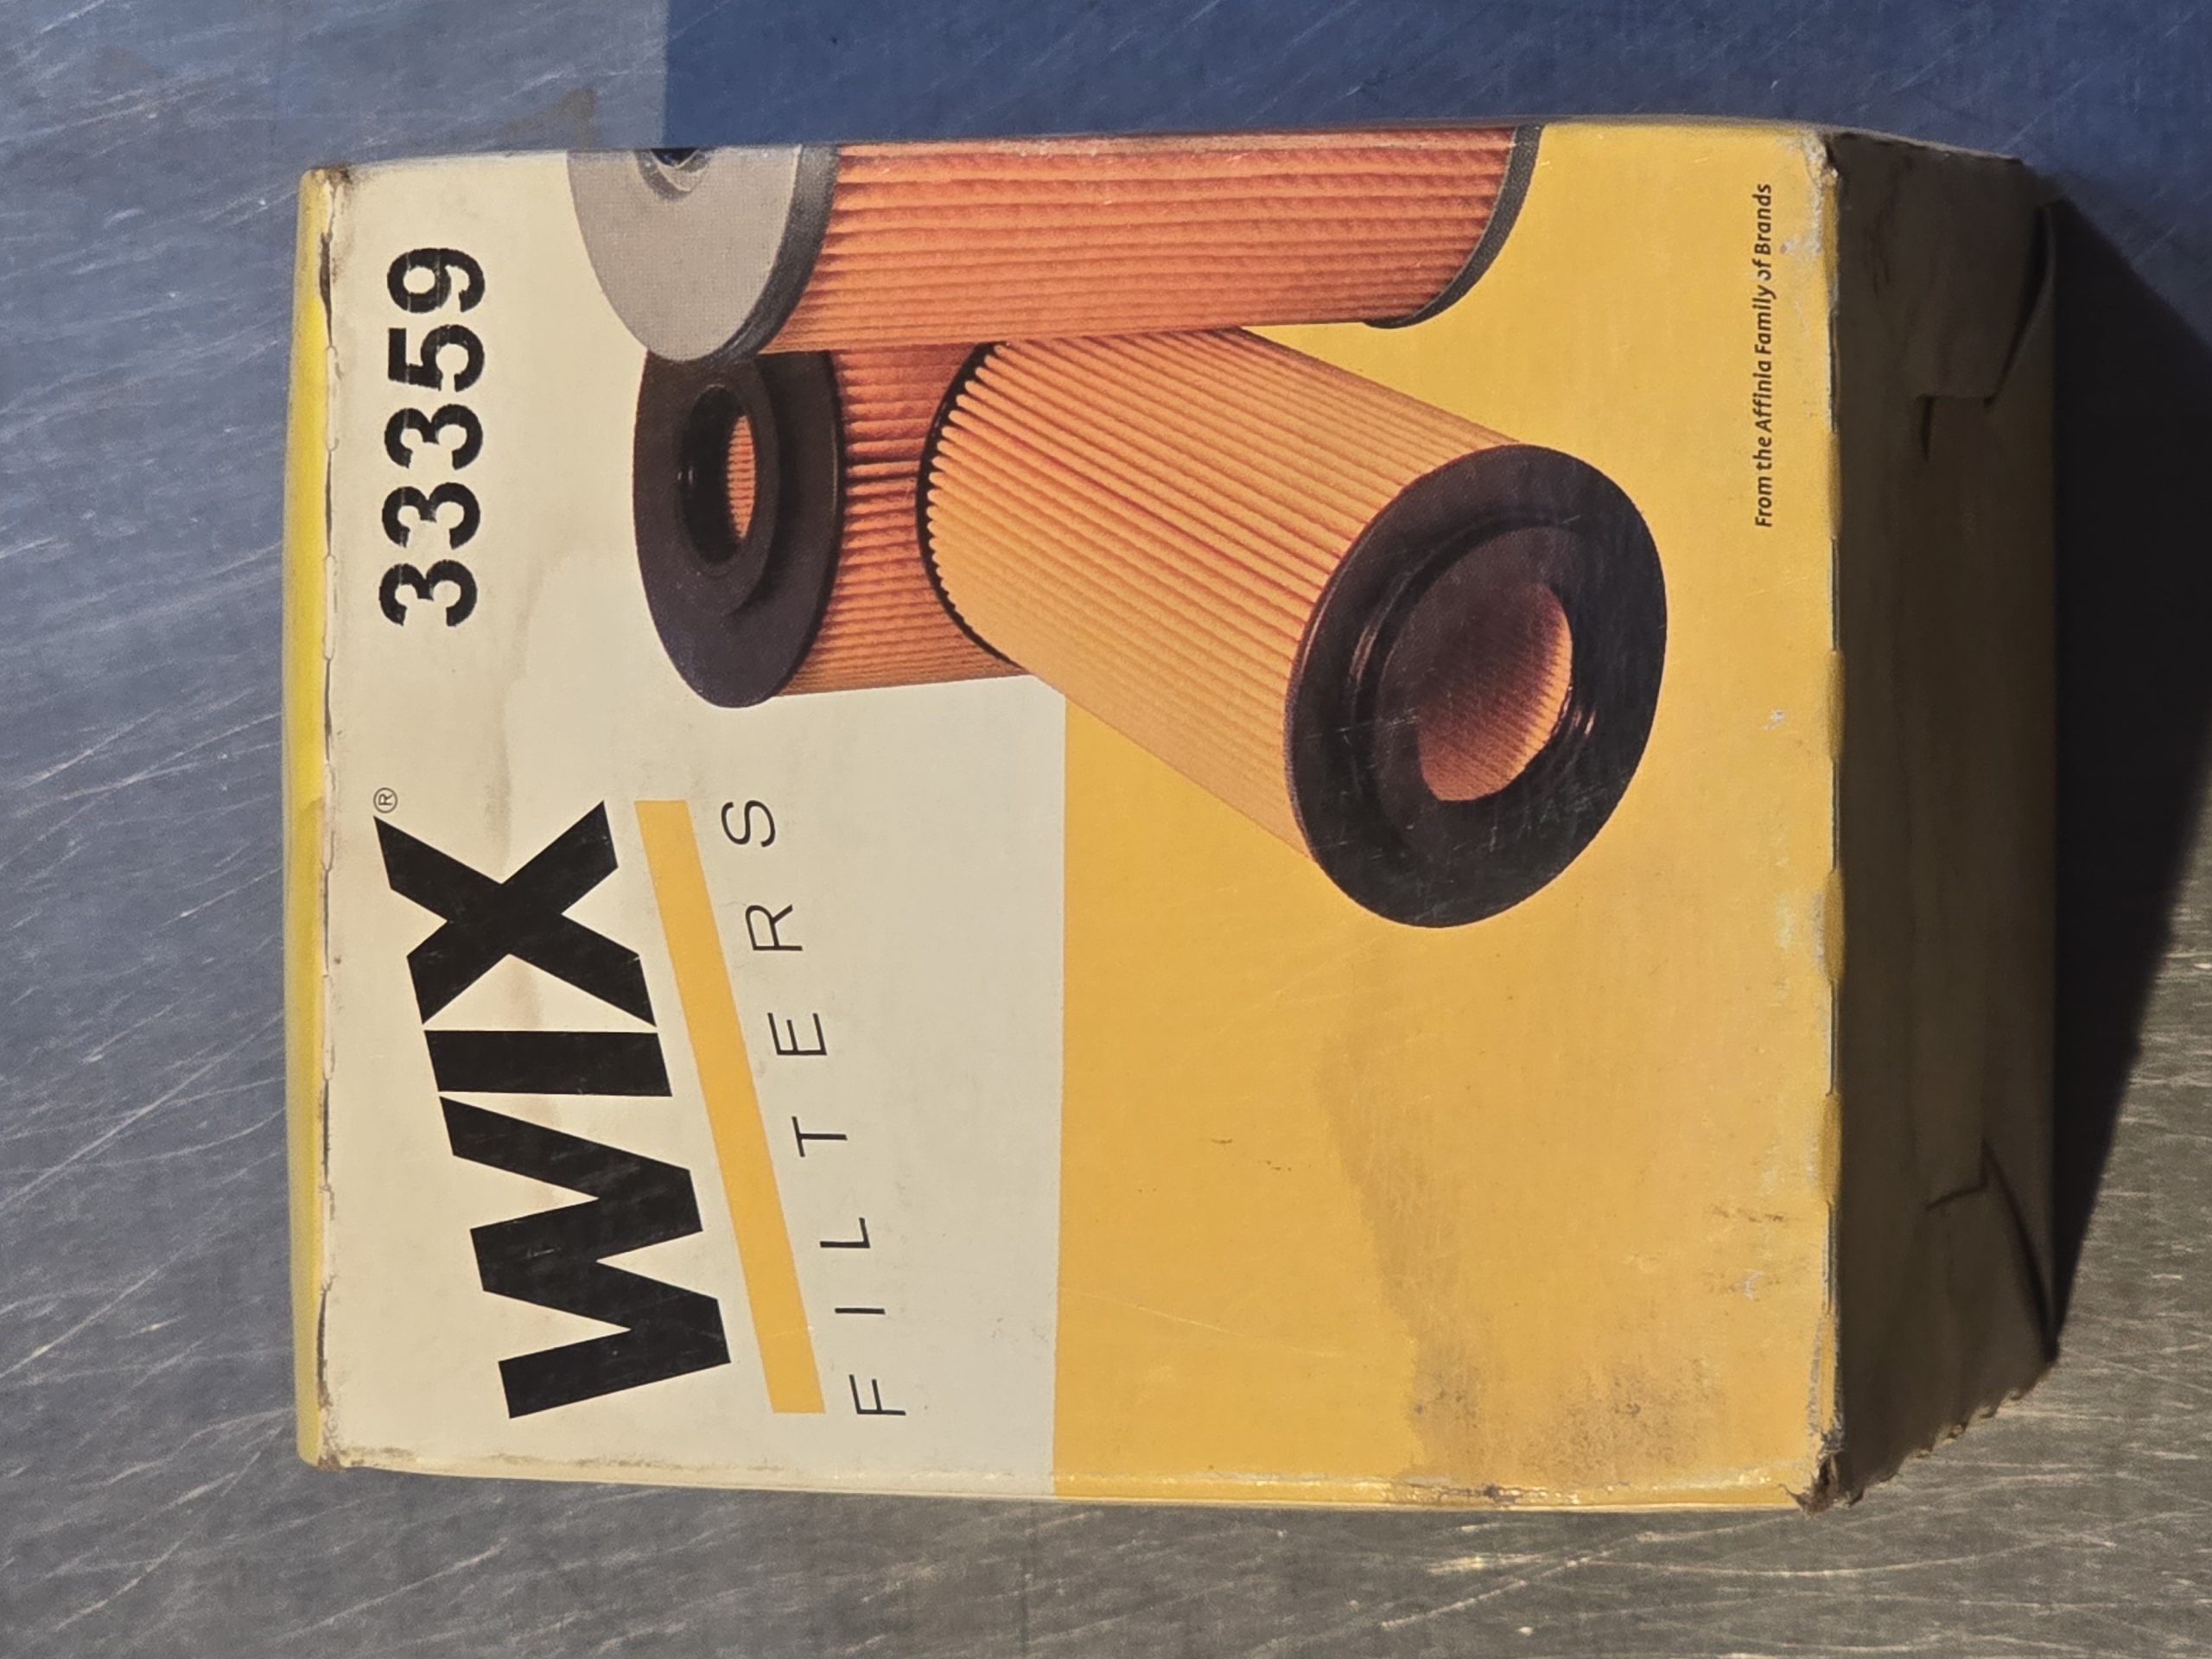 WIX®
FILTERS
33359
From the Affinia Family of Brands